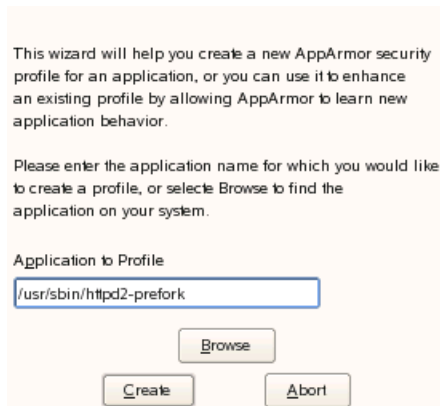 This wizard will help you create a new AppArmor security
profile for an application, or you can use it to enhance
an existing profile by allowing AppArmor to learn new
application behavior.
Please enter the application name for which you would like
to create a profile, or selecte Browse to find the
application on your system.
Application to Profile
/usr/sbin/httpd2-prefork
Browse
Create Abort